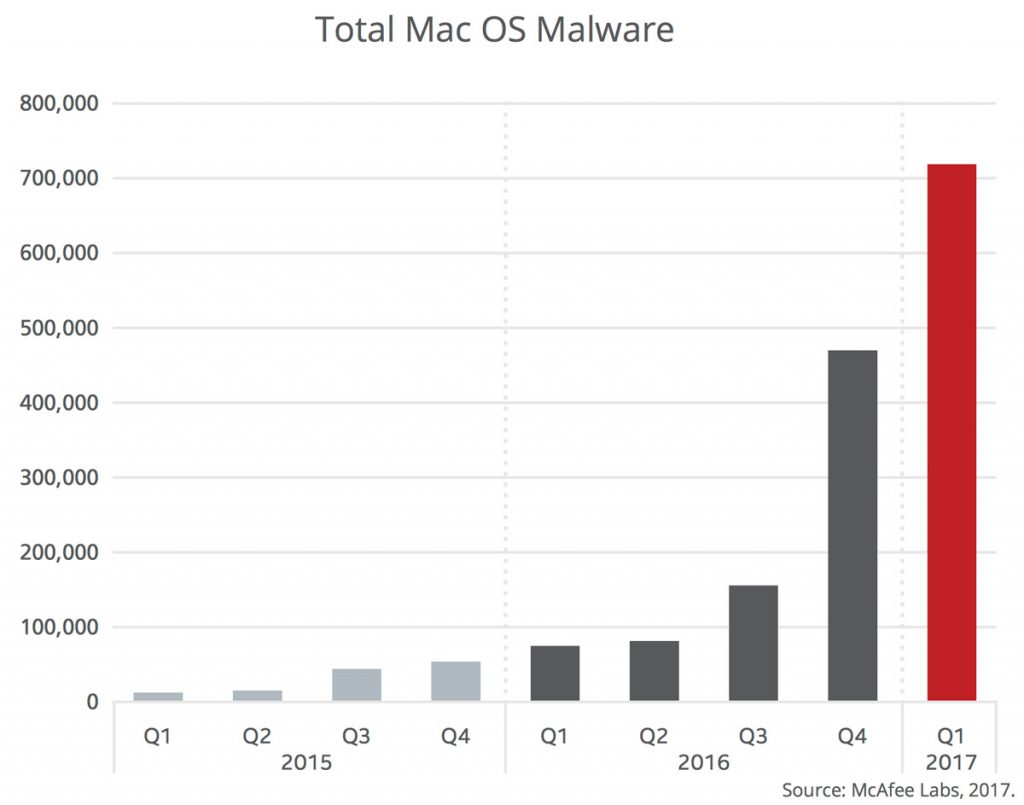 Total Mac OS Malware
800,000
700,000
600,000
500,000
400,000
300,000
200,000
100,000
0
Q1 Q2 Q3 Q4 Q1 Q2 Q3 Q4 Q1
2015 2016 2017
Source: McAfee Labs, 2017.